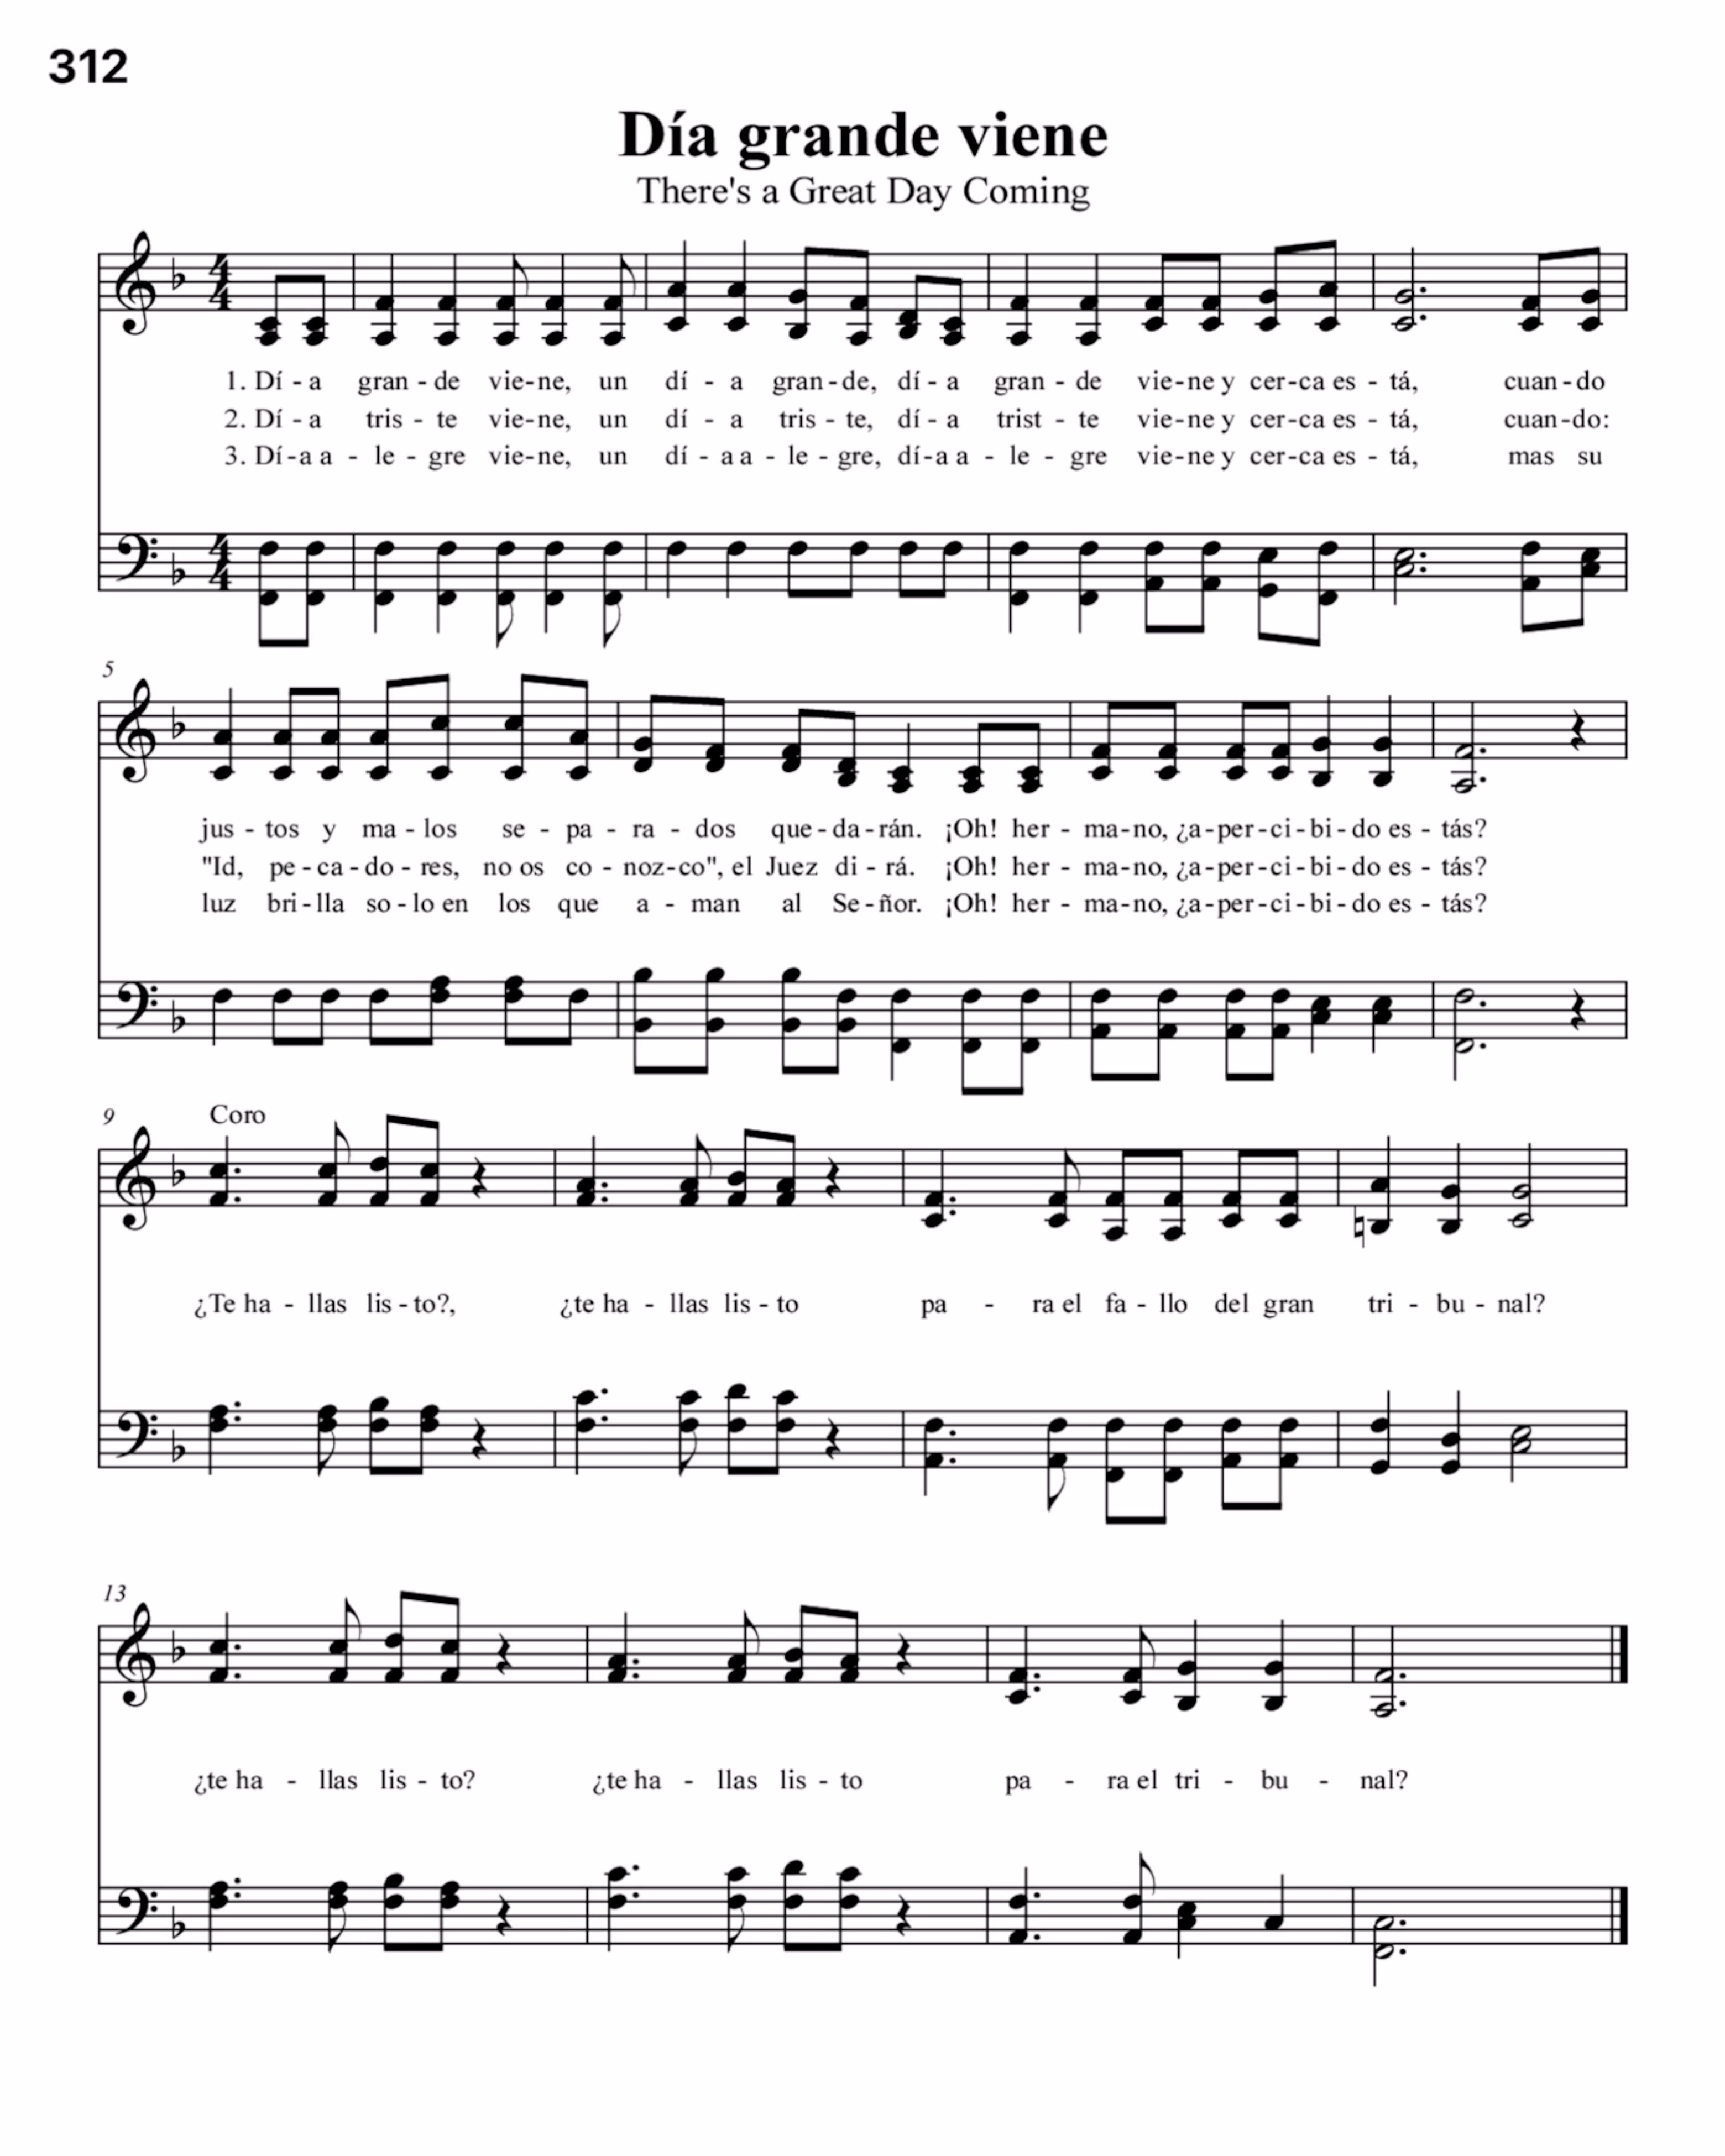 312
Día grande viene
There's a Great Day Coming
1. Dí - a gran - de vie - ne, un dí - a gran - de, dí - a gran - de vie - ne y cer - ca es - tá, cuan - do
2. Dí - a tris - te vie - ne, un dí - a tris - te, dí - a trist - te vie - ne y cer - ca es - tá, cuan - do:
3. Dí - a a - le - gre vie - ne, un dí - a a - le - gre, dí - a a - le - gre vie - ne y cer - ca es - tá, mas su
5
jus - tos y ma - los se - pa - ra - dos que - da - rán. ¡Oh! her - ma - no, ¿a - per - ci - bi - do es - tás?
"Id, pe - ca - do - res, no os co - noz - co", el Juez di - rá. ¡Oh! her - ma - no, ¿a - per - ci - bi - do es - tás?
luz bri - lla so - lo en los que a - man al Se - ñor. ¡Oh! her - ma - no, ¿a - per - ci - bi - do es - tás?
9 Coro
¿Te ha - llas lis - to?, ¿te ha - llas lis - to pa - ra el fa - llo del gran tri - bu - nal?
13
¿te ha - llas lis - to? ¿te ha - llas lis - to pa - ra el tri - bu - nal?